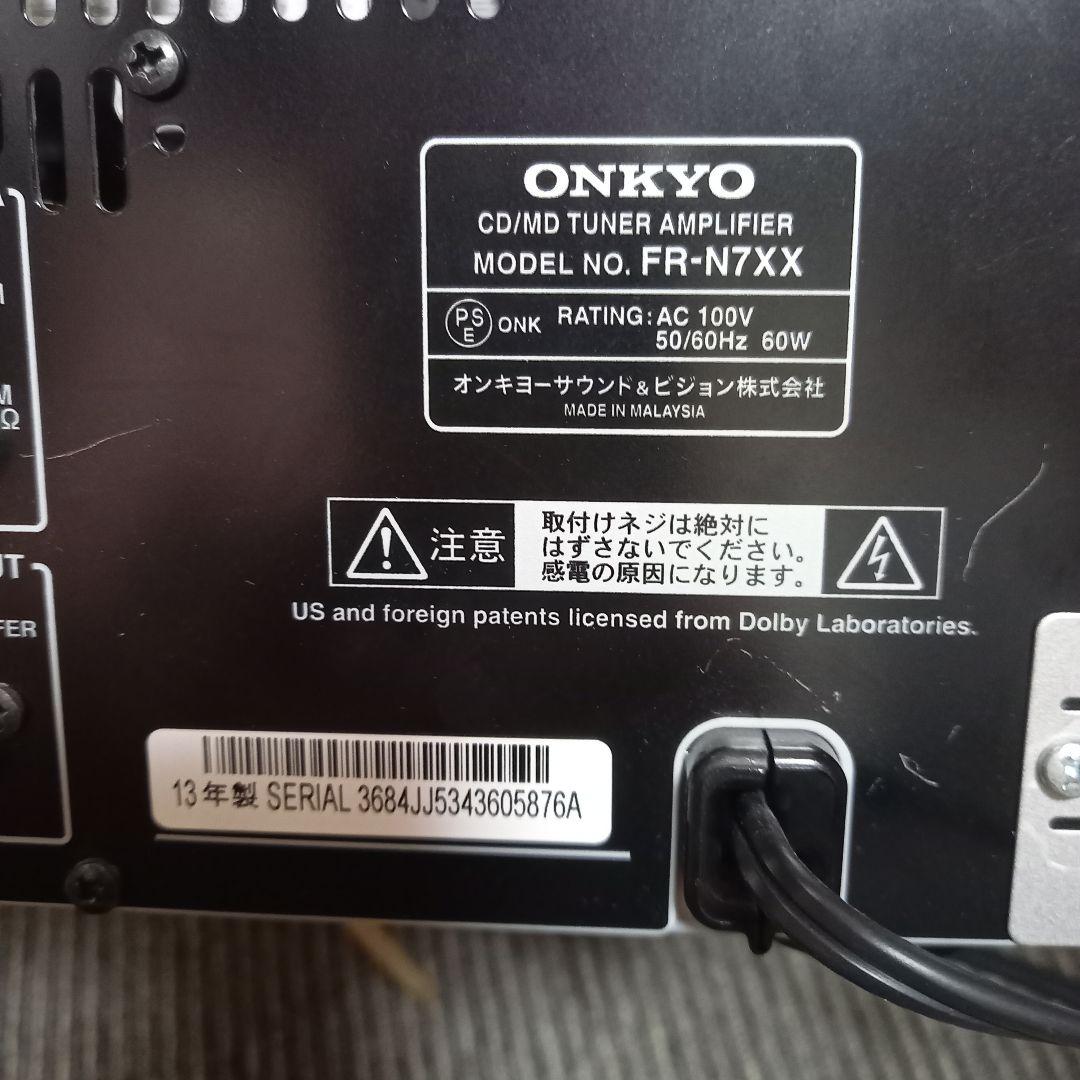 ONKYO
CD/MD TUNER AMPLIFIER
MODEL NO. FR-N7XX
PS
E
ONK
RATING: AC 100V
50/60Hz 60W
オンキヨーサウンド&ビジョン株式会社
MADE IN MALAYSIA
注意
取付けネジは絶対に
はずさないでください。
感電の原因になります。
US and foreign patents licensed from Dolby Laboratories.
13年製 SERIAL 3684JJ5343605876A
Ω